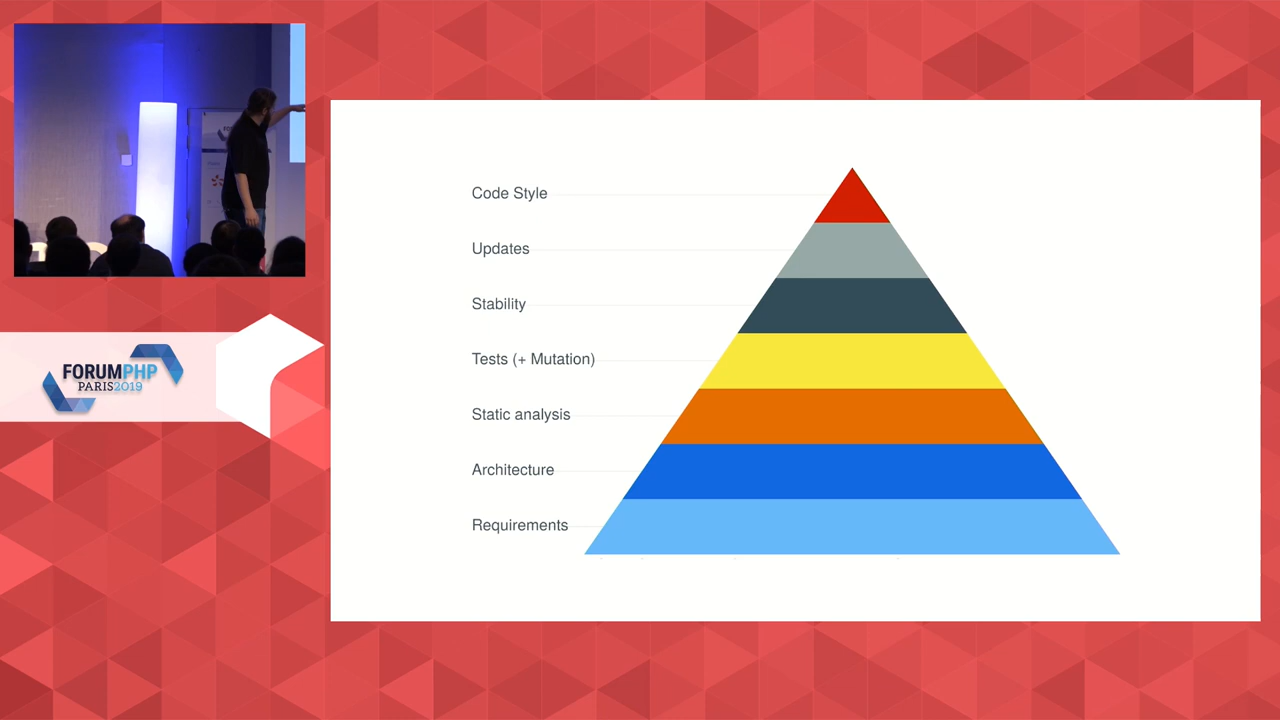 FORUMPHP
PARIS2019
Code Style
Updates
Stability
Tests (+ Mutation)
Static analysis
Architecture
Requirements